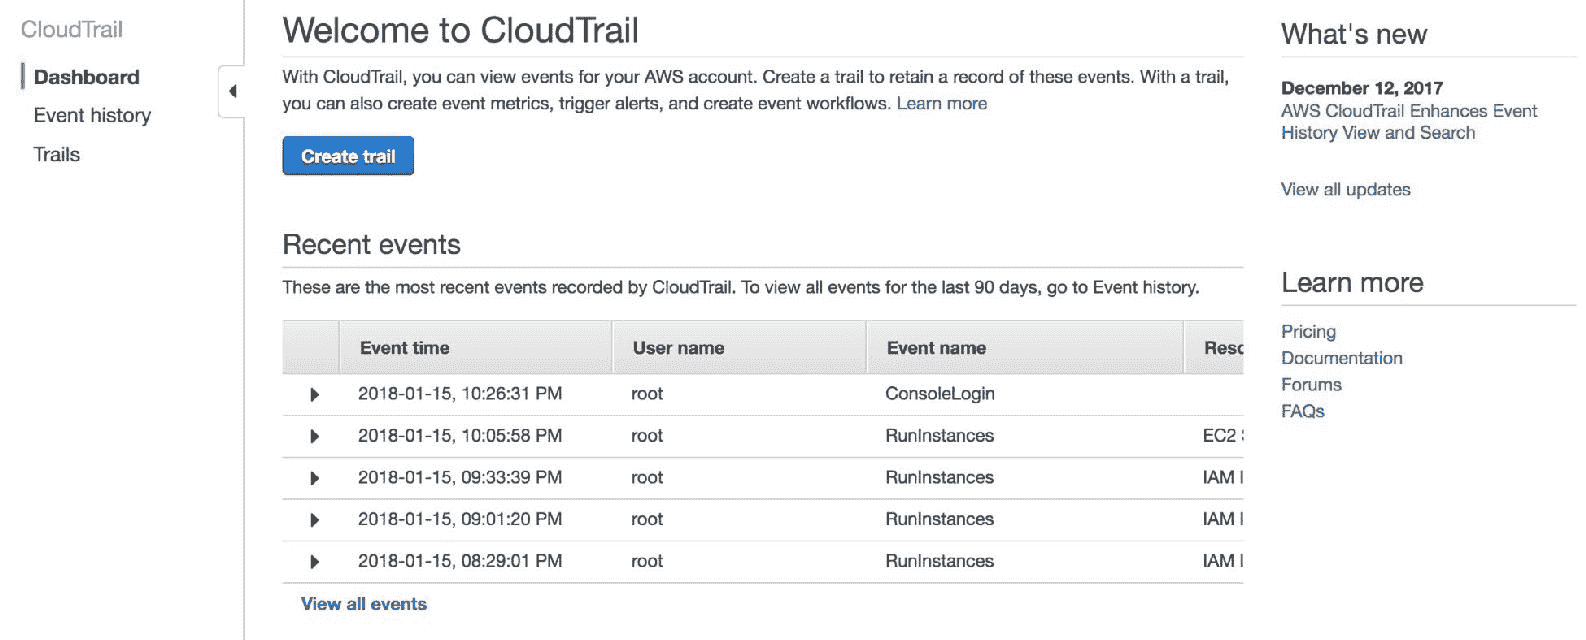 CloudTrail
Dashboard
Event history
Trails
Welcome to CloudTrail
With CloudTrail, you can view events for your AWS account. Create a trail to retain a record of these events. With a trail,
you can also create event metrics, trigger alerts, and create event workflows. Learn more
Create trail
Recent events
These are the most recent events recorded by CloudTrail. To view all events for the last 90 days, go to Event history.
Event time User name Event name
2018-01-15, 10:26:31 PM root ConsoleLogin
2018-01-15, 10:05:58 PM root RunInstances EC2
2018-01-15, 09:33:39 PM root RunInstances IAM
2018-01-15, 09:01:20 PM root RunInstances IAM
2018-01-15, 08:29:01 PM root RunInstances IAM
View all events
What's new
December 12, 2017
AWS CloudTrail Enhances Event
History View and Search
View all updates
Learn more
Pricing
Documentation
Forums
FAQs